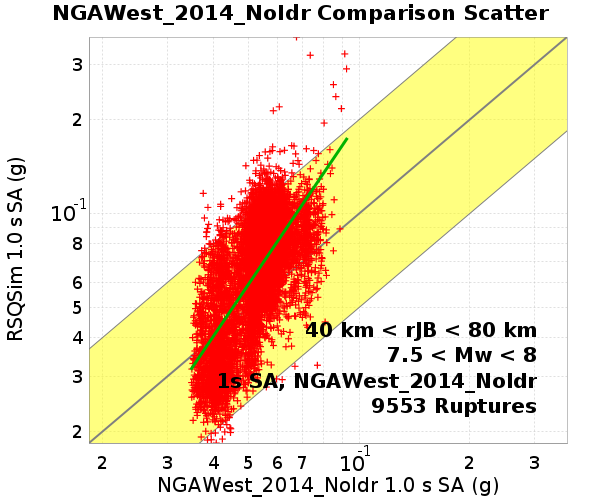 NGAWest_2014_NoIdr Comparison Scatter
RSQSim 1.0 s SA (g)
3
2
10-1
8
6
5
4
3
2
40 km < rJB < 80 km
7.5 < Mw < 8
1s SA, NGAWest_2014_NoIdr
9553 Ruptures
2 3 4 5 6 7 10-1 2 3
NGAWest_2014_NoIdr 1.0 s SA (g)